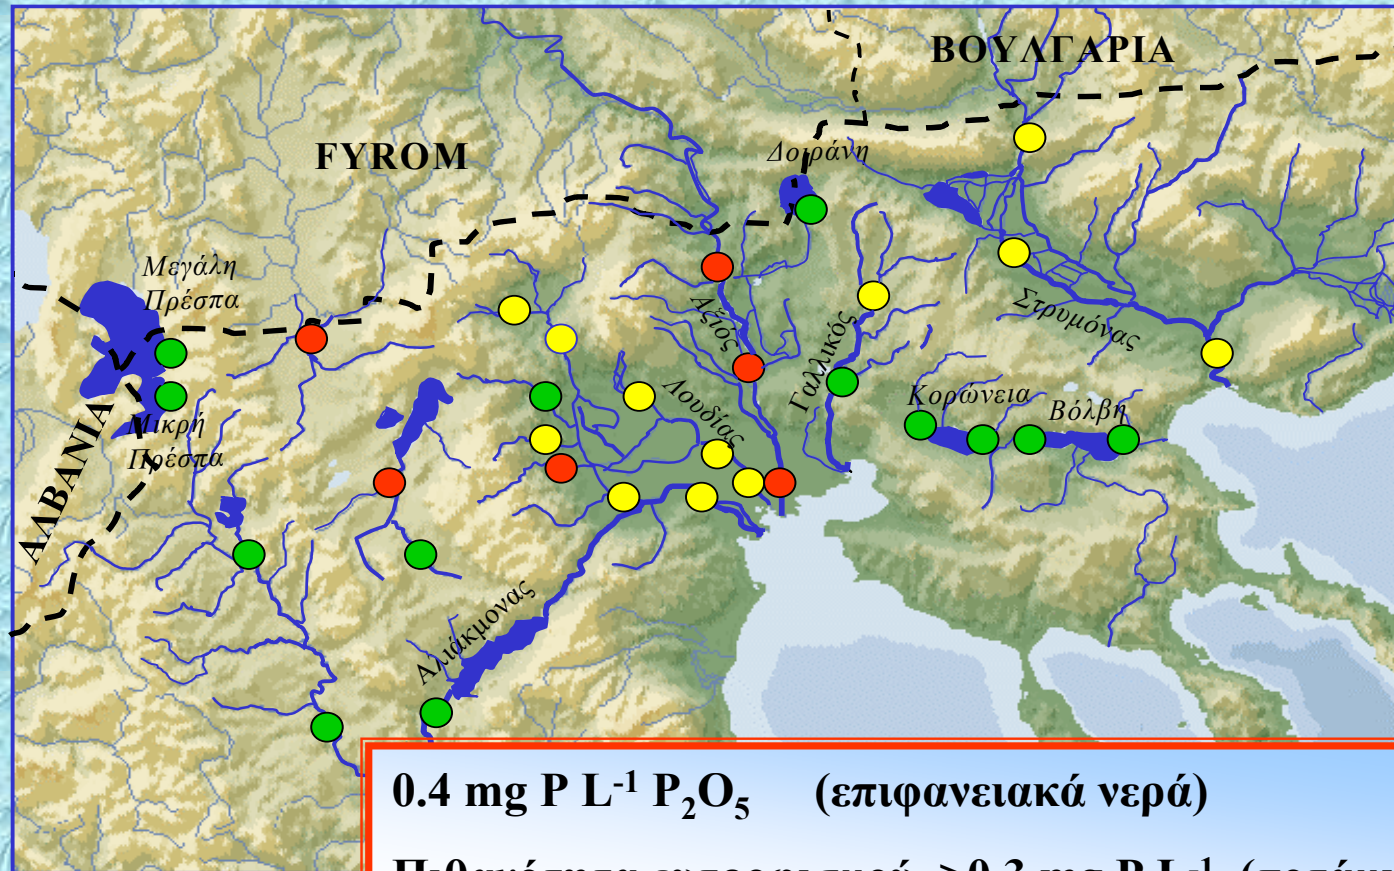 ΒΟΥΛΓΑΡΙΑ
FYROM
Δοϊράνη
Μεγάλη
Πρέσπα
Αξιός
Στρυμόνας
Γαλλικός
Λουδίας
Κορώνεια
Βόλβη
Μικρή
Πρέσπα
ΑΛΒΑΝΙΑ
Αλιάκμονας
0.4 mg P L-1 P2O5 (επιφανειακά νερά)